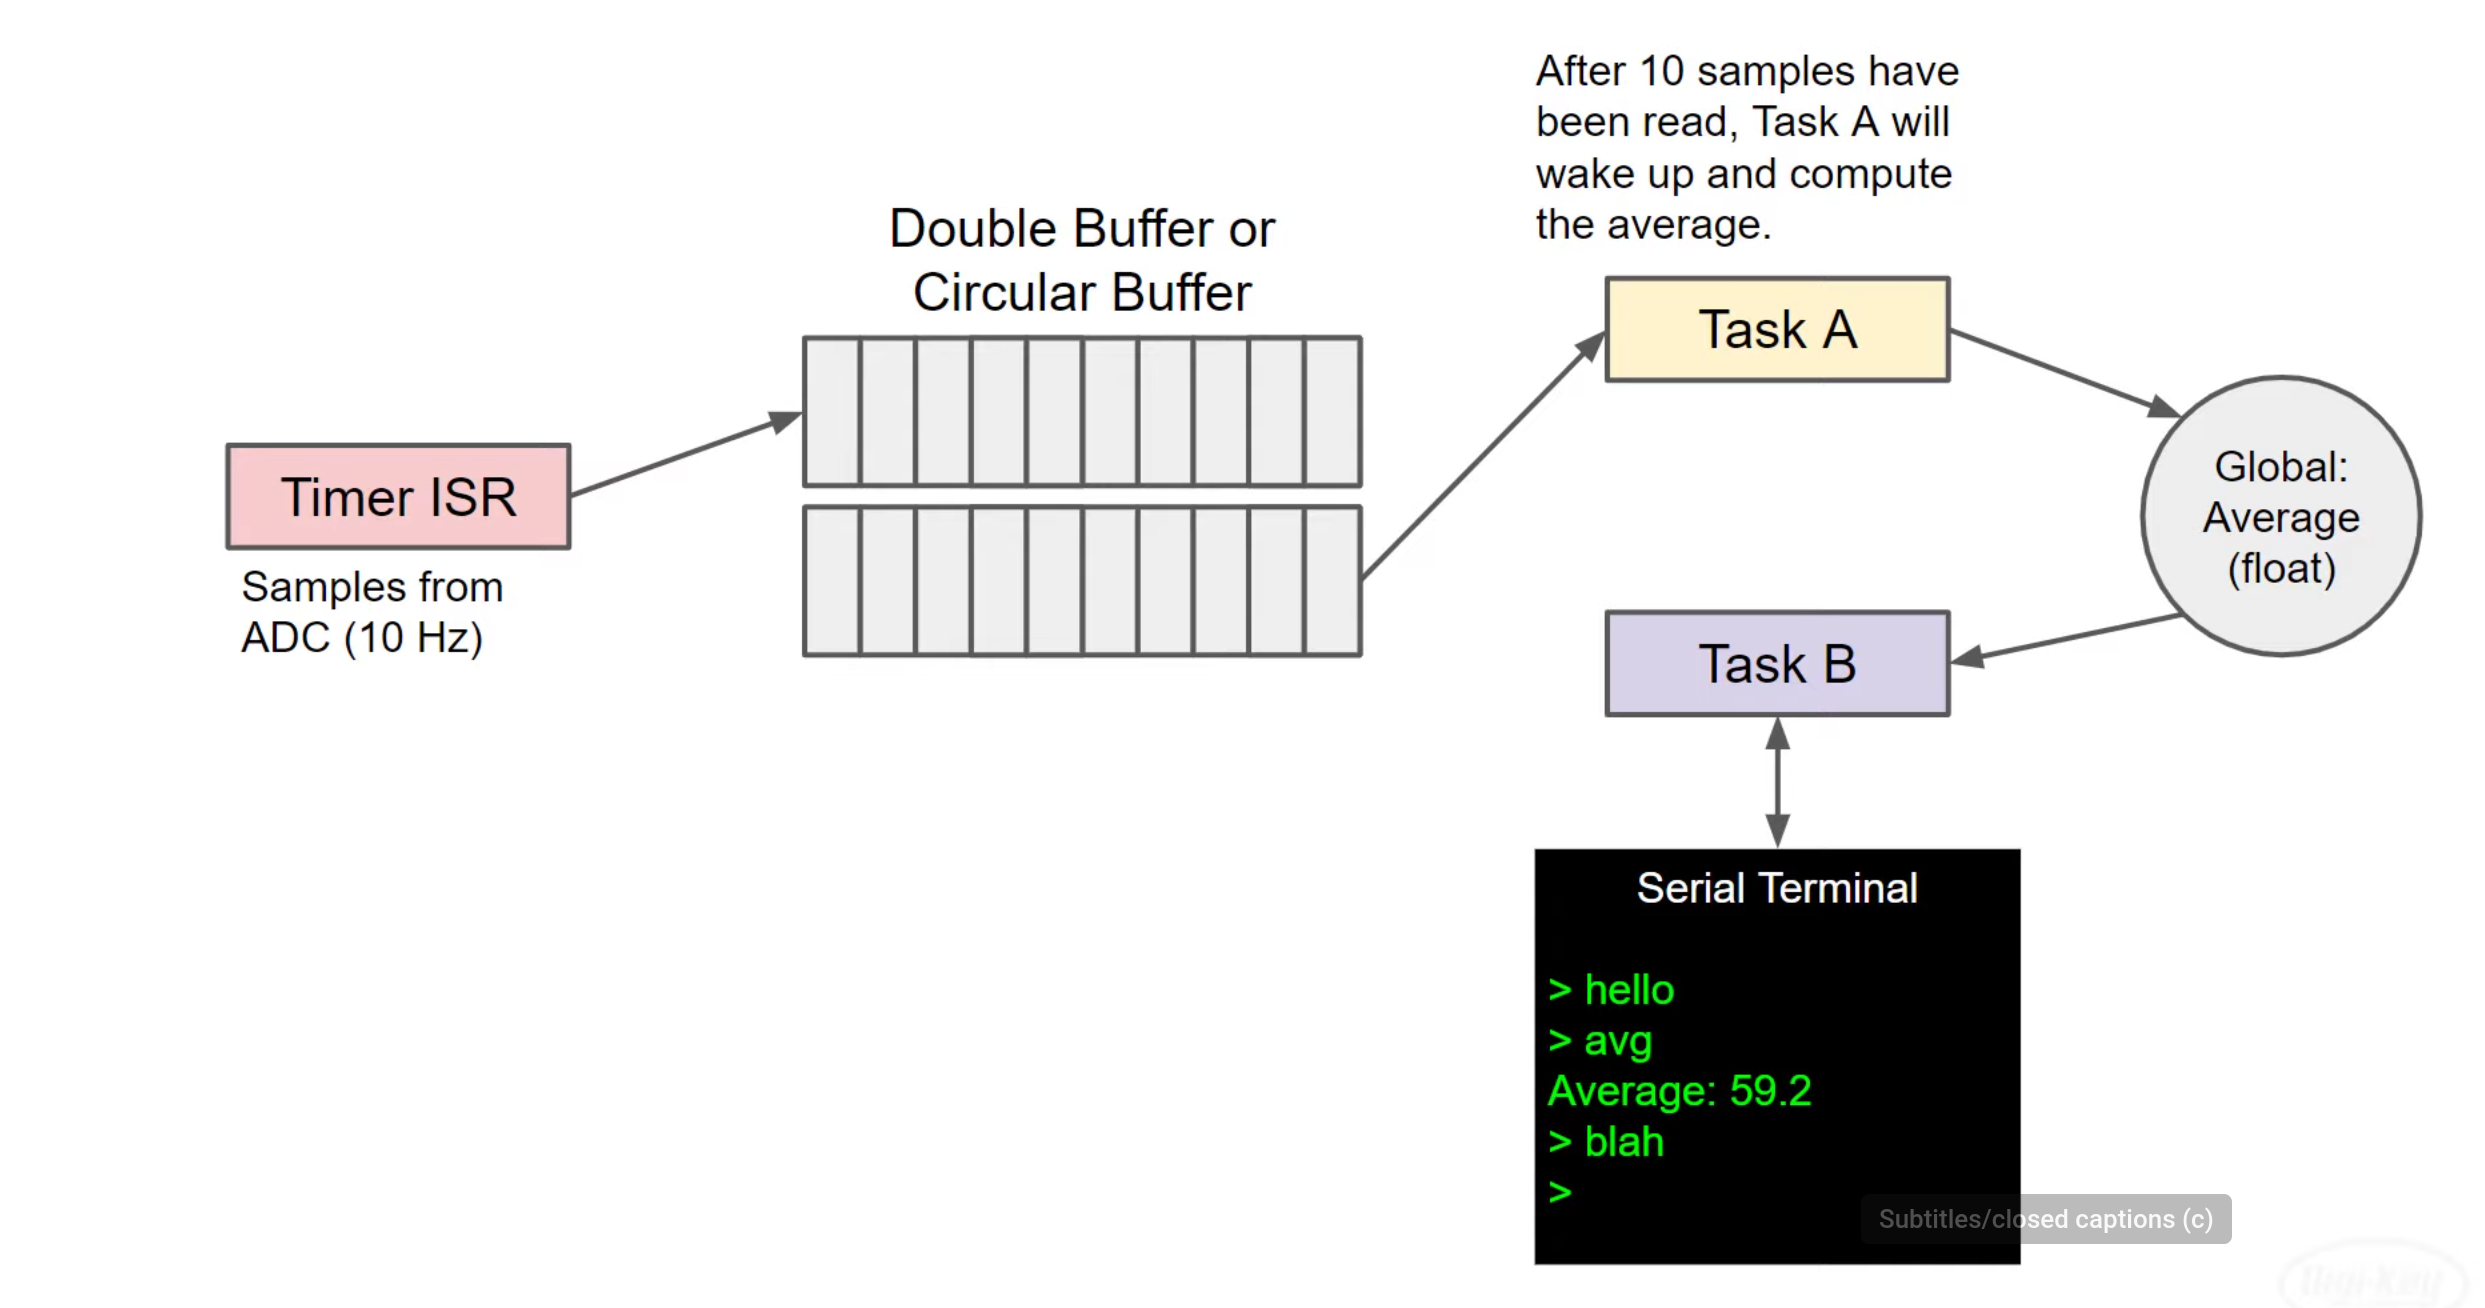 After 10 samples have
been read, Task A will
wake up and compute
the average.
Double Buffer or
Circular Buffer
Task A
Timer ISR
Samples from
ADC (10 Hz)
Global:
Average
(float)
Task B
Serial Terminal
> hello
> avg
Average: 59.2
> blah
>
Subtitles/closed captions (c)
Digi-Key